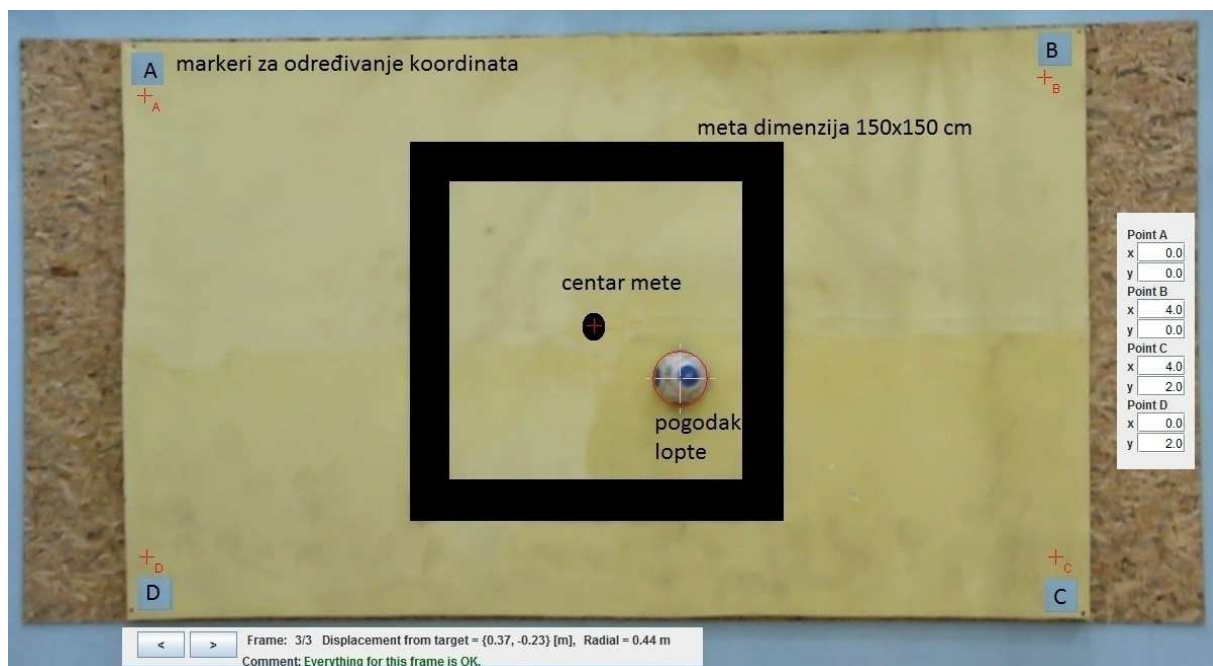 A
markeri za određivanje koordinata
B
A
B
meta dimenzija 150x150 cm
centar mete
pogodak
lopte
Point A
x 0.0
y 0.0
Point B
x 4.0
y 0.0
Point C
x 4.0
y 2.0
Point D
x 0.0
y 2.0
D
C
D
C
< > Frame: 3/3 Displacement from target = {0.37, -0.23} [m], Radial = 0.44 m
Comment: Everything for this frame is OK.